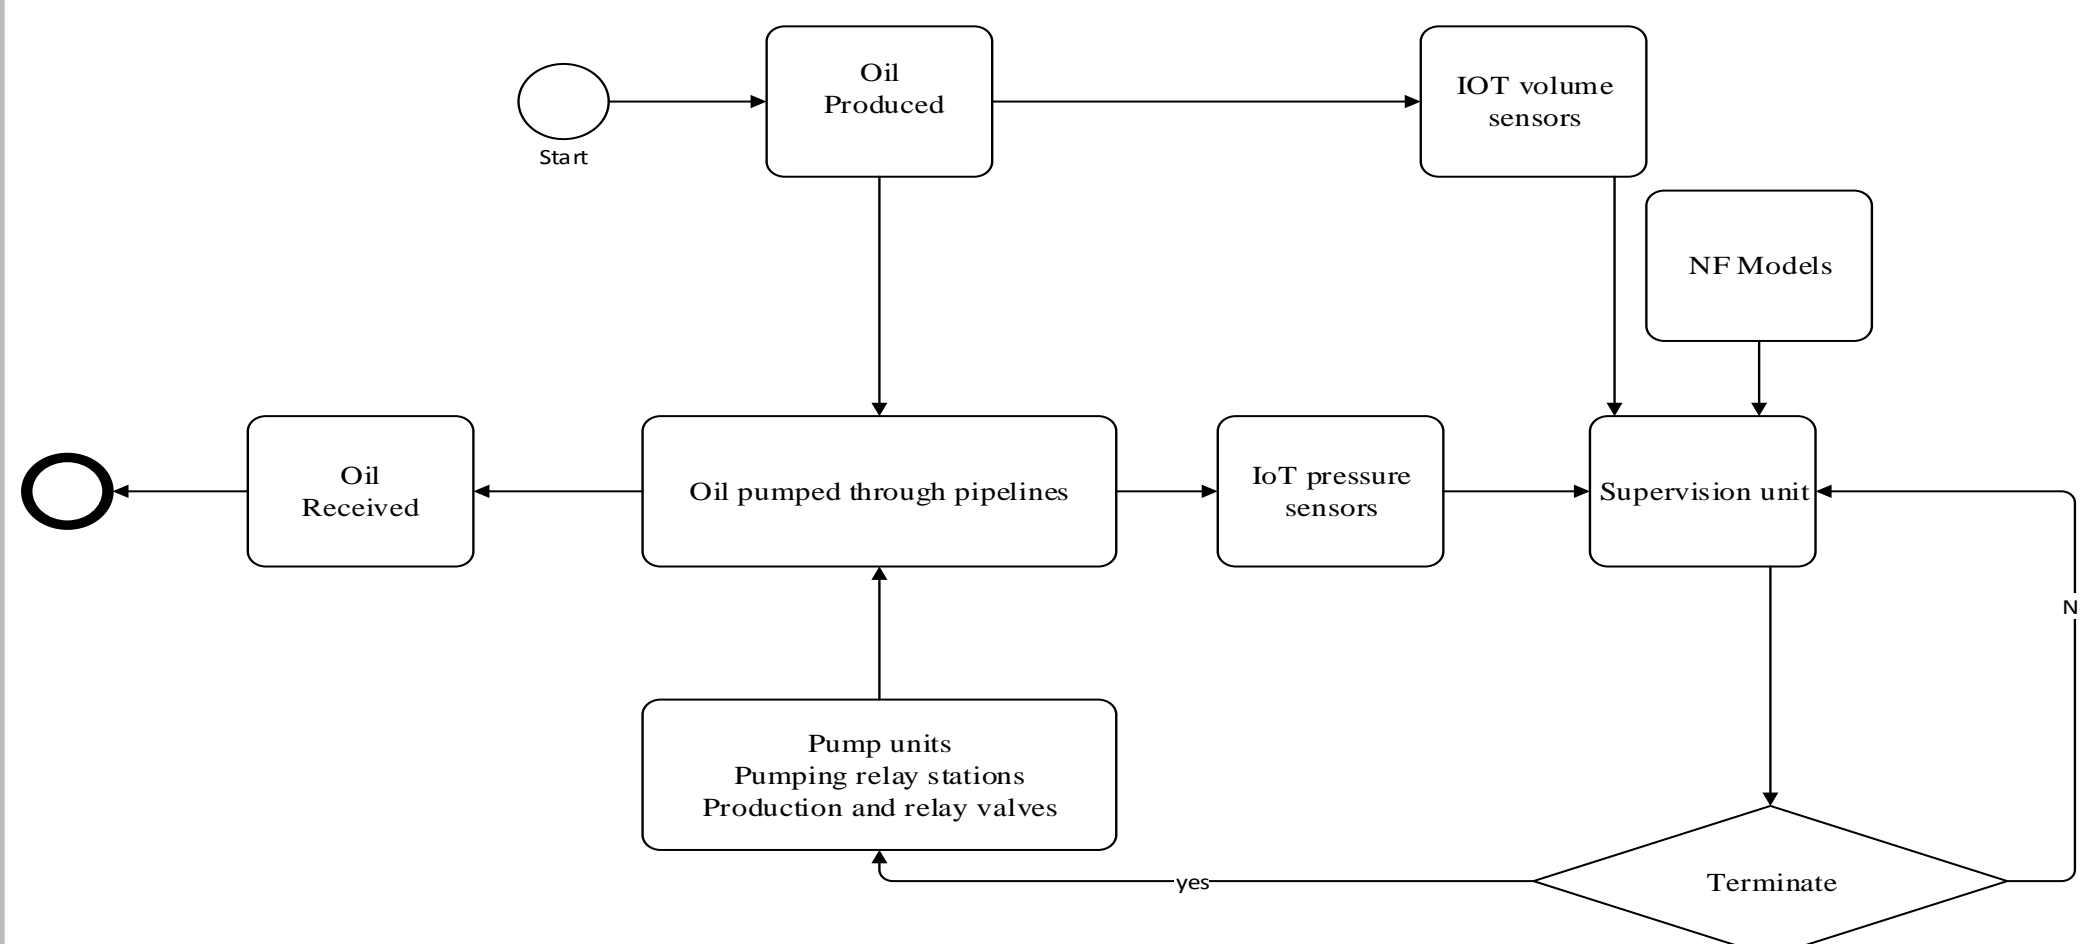 Oil
Produced
IOT volume
sensors
Start
NF Models
Oil
Received
Oil pumped through pipelines
IoT pressure
sensors
Supervision unit
N
Pump units
Pumping relay stations
Production and relay valves
yes
Terminate